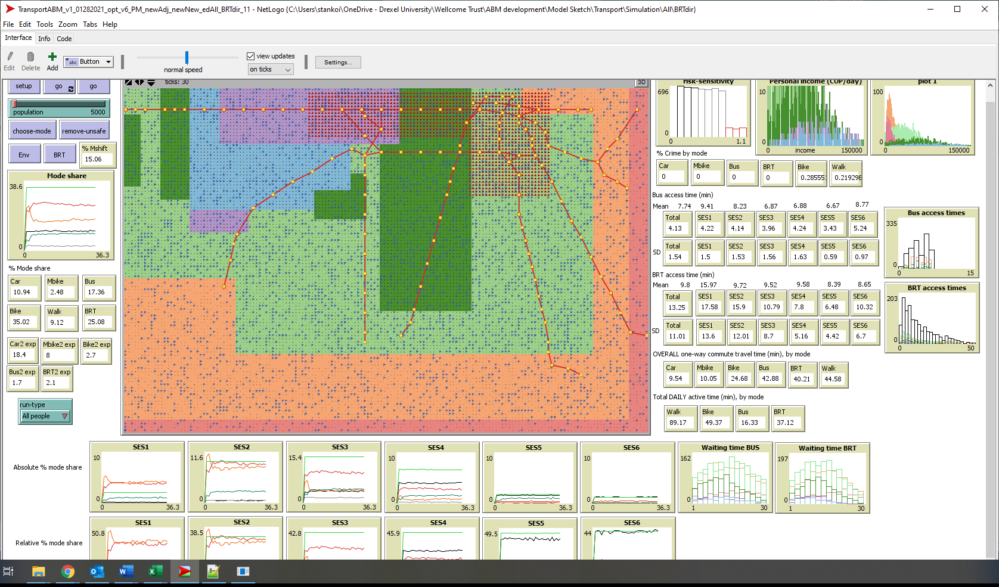 TransportABM_v1_01282021_opt_v6_PM_newAdj_newNew_edAll_BRTdir_11 - NetLogo {C:\Users\stankoi\OneDrive - Drexel University\Wellcome Trust\ABM development\Model Sketch\Transport\Simulation\All\BRTdir}
File Edit Tools Zoom Tabs Help
Interface Info Code
Edit Delete Add abc Button normal speed view updates on ticks Settings...
setup go go
ticks: 30 3D
population 5000
choose-mode remove-unsafe
Env BRT
% Mshift
15.06
Mode share
38.6
0
0 36.3
% Mode share
Car Mbike Bus
10.94 2.48 17.36
Bike Walk BRT
35.02 9.12 25.08
Car2 exp Mbike2 exp Bike2 exp
18.4 8 2.7
Bus2 exp BRT2 exp
1.7 2.1
run-type
All people
risk-sensitivity
696
0
0 1.1
Personal income (COP/day)
10
0
0 income 150000
plot 1
100
0
0 150000
% Crime by mode
Car Mbike Bus BRT Bike Walk
0 0 0 0 0.28555 0.219298
Bus access time (min)
Mean 7.74 9.41 8.23 6.87 6.88 6.67 8.77
Total SES1 SES2 SES3 SES4 SES5 SES6
4.13 4.22 4.14 3.96 4.24 3.43 5.24
SD
Total SES1 SES2 SES3 SES4 SES5 SES6
1.54 1.5 1.53 1.56 1.63 0.59 0.97
BRT access time (min)
Mean 9.8 15.97 9.72 9.52 9.58 8.39 8.65
Total SES1 SES2 SES3 SES4 SES5 SES6
13.25 17.58 15.9 10.79 7.8 6.48 10.32
SD
Total SES1 SES2 SES3 SES4 SES5 SES6
11.01 13.6 12.01 8.7 5.16 4.42 6.7
Bus access times
335
0
0 15
BRT access times
203
0
0 50
OVERALL one-way commute travel time (min), by mode
Car Mbike Bike Bus BRT Walk
9.54 10.05 24.68 42.88 40.21 44.58
Total DAILY active time (min), by mode
Walk Bike Bus BRT
89.17 49.37 16.33 37.12
Absolute % mode share
SES1
10
0
0 36.3
SES2
11.6
0
0 36.3
SES3
15.4
0
0 36.3
SES4
10
0
0 36.3
SES5
10
0
0 36.3
SES6
10
0
0 36.3
Waiting time BUS
162
0
1 30
Waiting time BRT
197
0
1 30
Relative % mode share
SES1
50.8
SES2
38.5
SES3
42.8
SES4
45.9
SES5
49.5
SES6
44